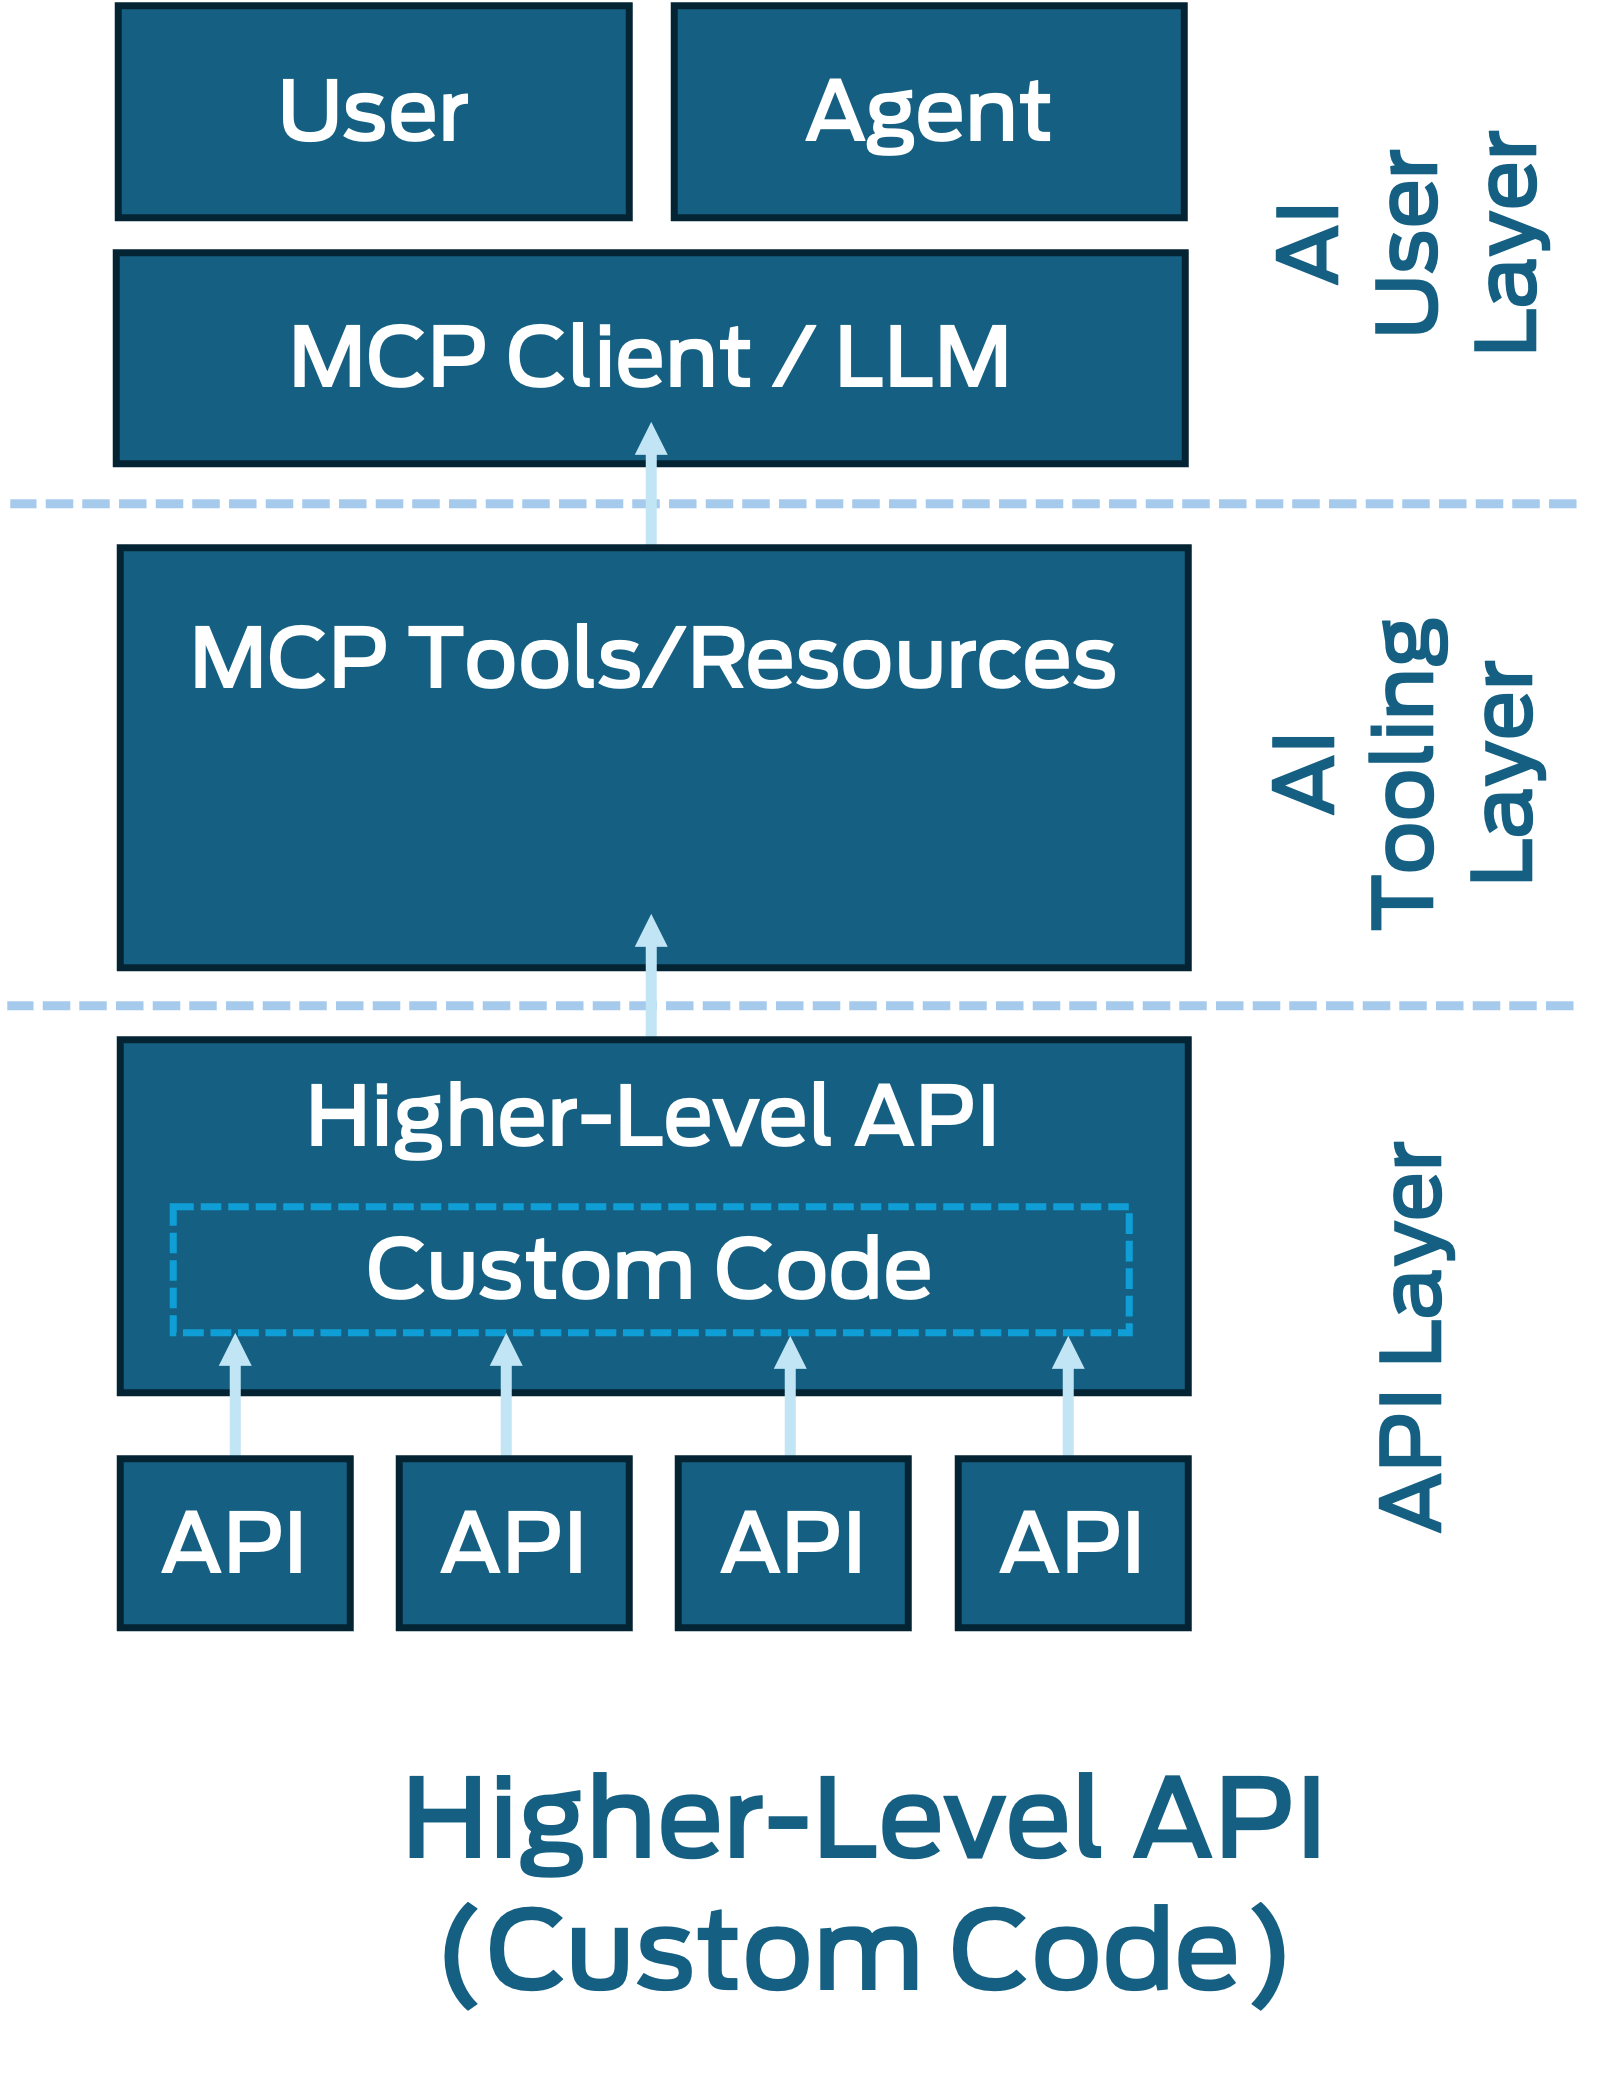 User
Agent
MCP Client / LLM
AI
User
Layer
MCP Tools/Resources
AI
Tooling
Layer
Higher-Level API
Custom Code
API
API
API
API
API Layer
Higher-Level API
(Custom Code)